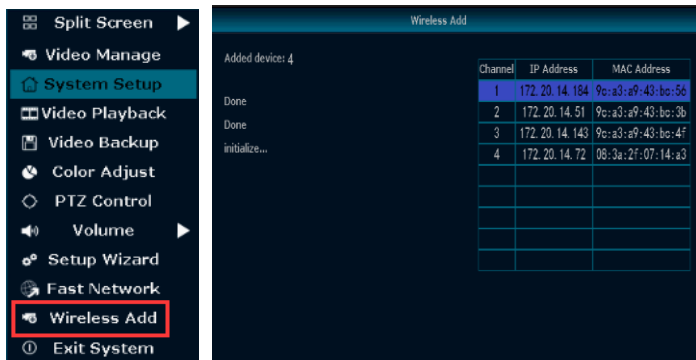 Split Screen
Video Manage
System Setup
Video Playback
Video Backup
Color Adjust
PTZ Control
Volume
Setup Wizard
Fast Network
Wireless Add
Exit System
Wireless Add
Added device: 4
Done
Done
initialize...
Channel IP Address MAC Address
1 172.20.14.184 9c:a3:a9:43:bc:56
2 172.20.14.51 9c:a3:a9:43:bc:3b
3 172.20.14.143 9c:a3:a9:43:bc:4f
4 172.20.14.72 08:3a:2f:07:14:a3